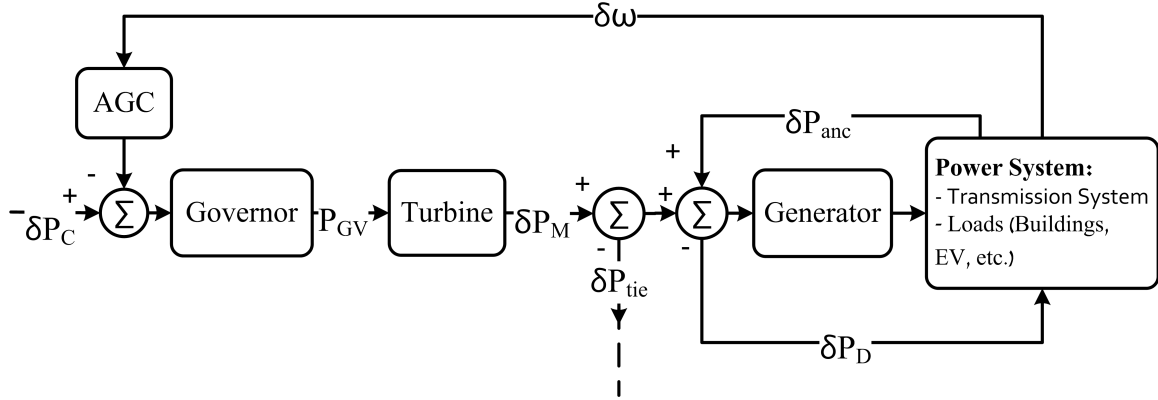 δω
AGC
δP_anc
-
+
+
+
+
-
-
Power System:
- Transmission System
- Loads (Buildings,
EV, etc.)
δP_C
Σ
Governor
P_GV
Turbine
δP_M
Σ
Σ
Generator
δP_tie
δP_D